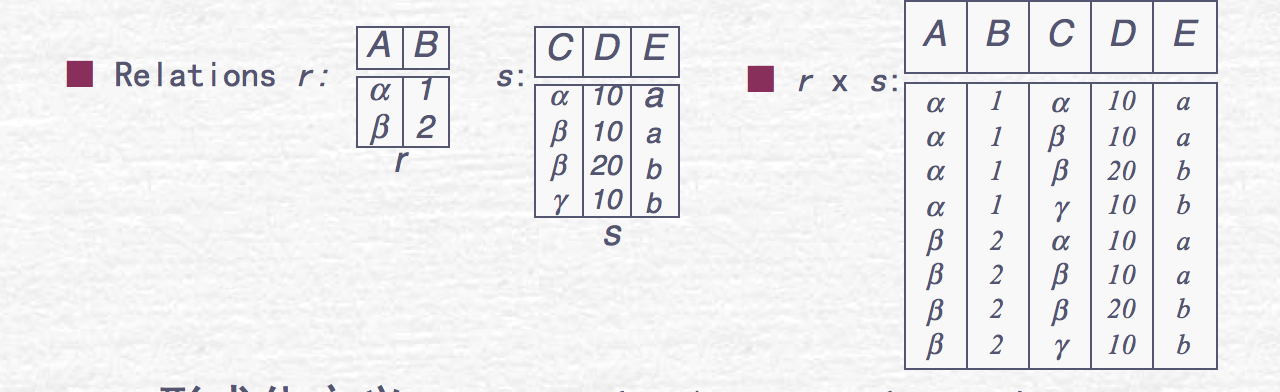 ■ Relations r:
A B
α 1
β 2
r
s:
C D E
α 10 a
β 10 a
β 20 b
γ 10 b
s
■ r x s:
A B C D E
α 1 α 10 a
α 1 β 10 a
α 1 β 20 b
α 1 γ 10 b
β 2 α 10 a
β 2 β 10 a
β 2 β 20 b
β 2 γ 10 b